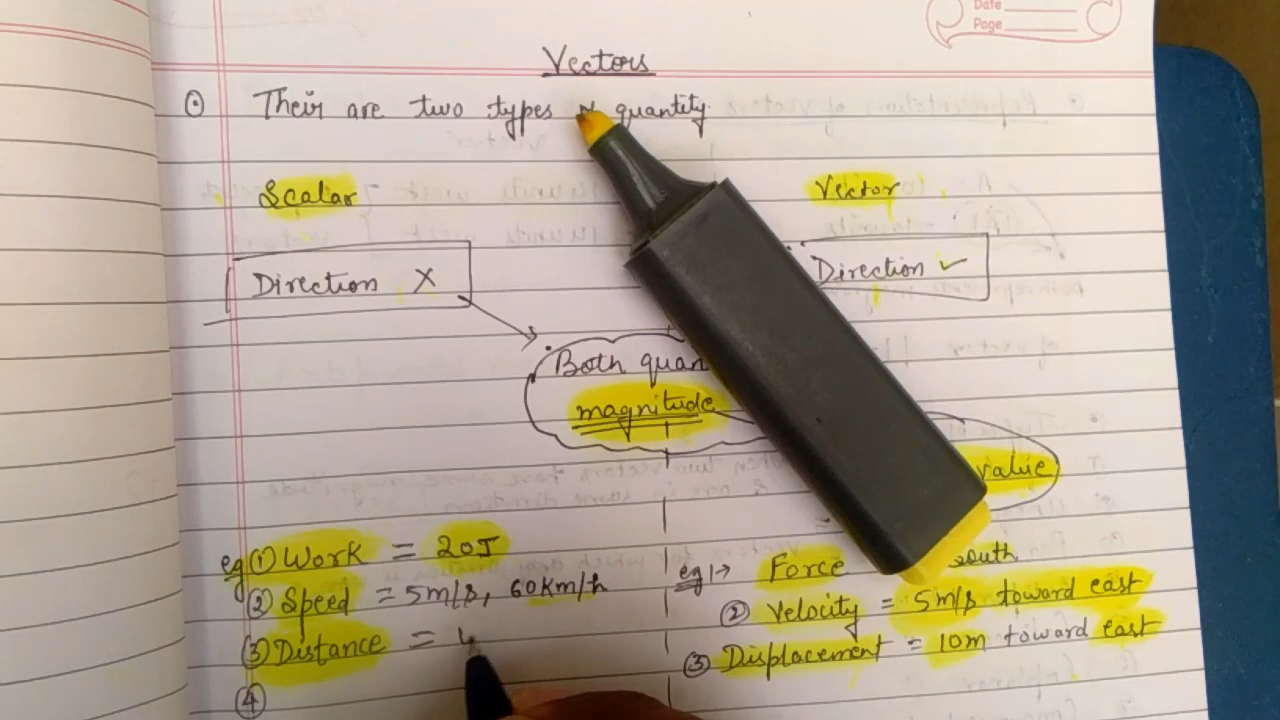 Date
Page
Vectors
Their are two types quantity.
Scalar
Vector
Direction X
Direction ✓
Both quan
magnitude
value
eg ① Work = 20J
② Speed = 5m/s, 60Km/h
③ Distance =
④
eg 1→ Force south
② Velocity = 5m/s toward east
③ Displacement = 10m toward east